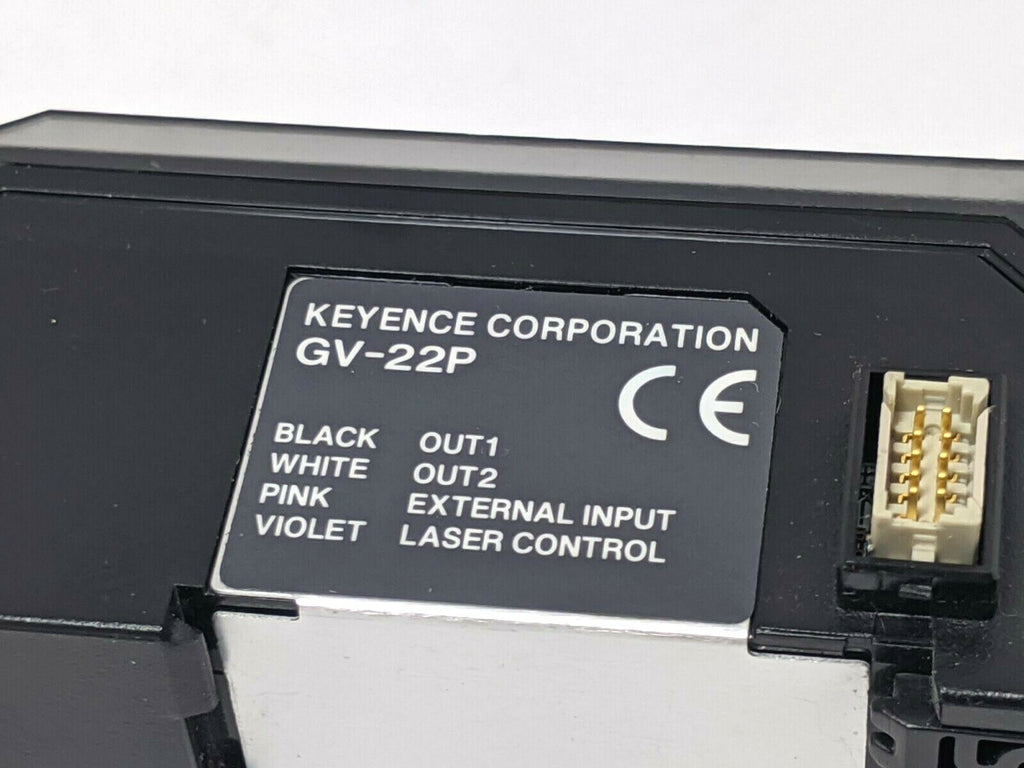 KEYENCE CORPORATION
GV-22P
CE
BLACK OUT1
WHITE OUT2
PINK EXTERNAL INPUT
VIOLET LASER CONTROL